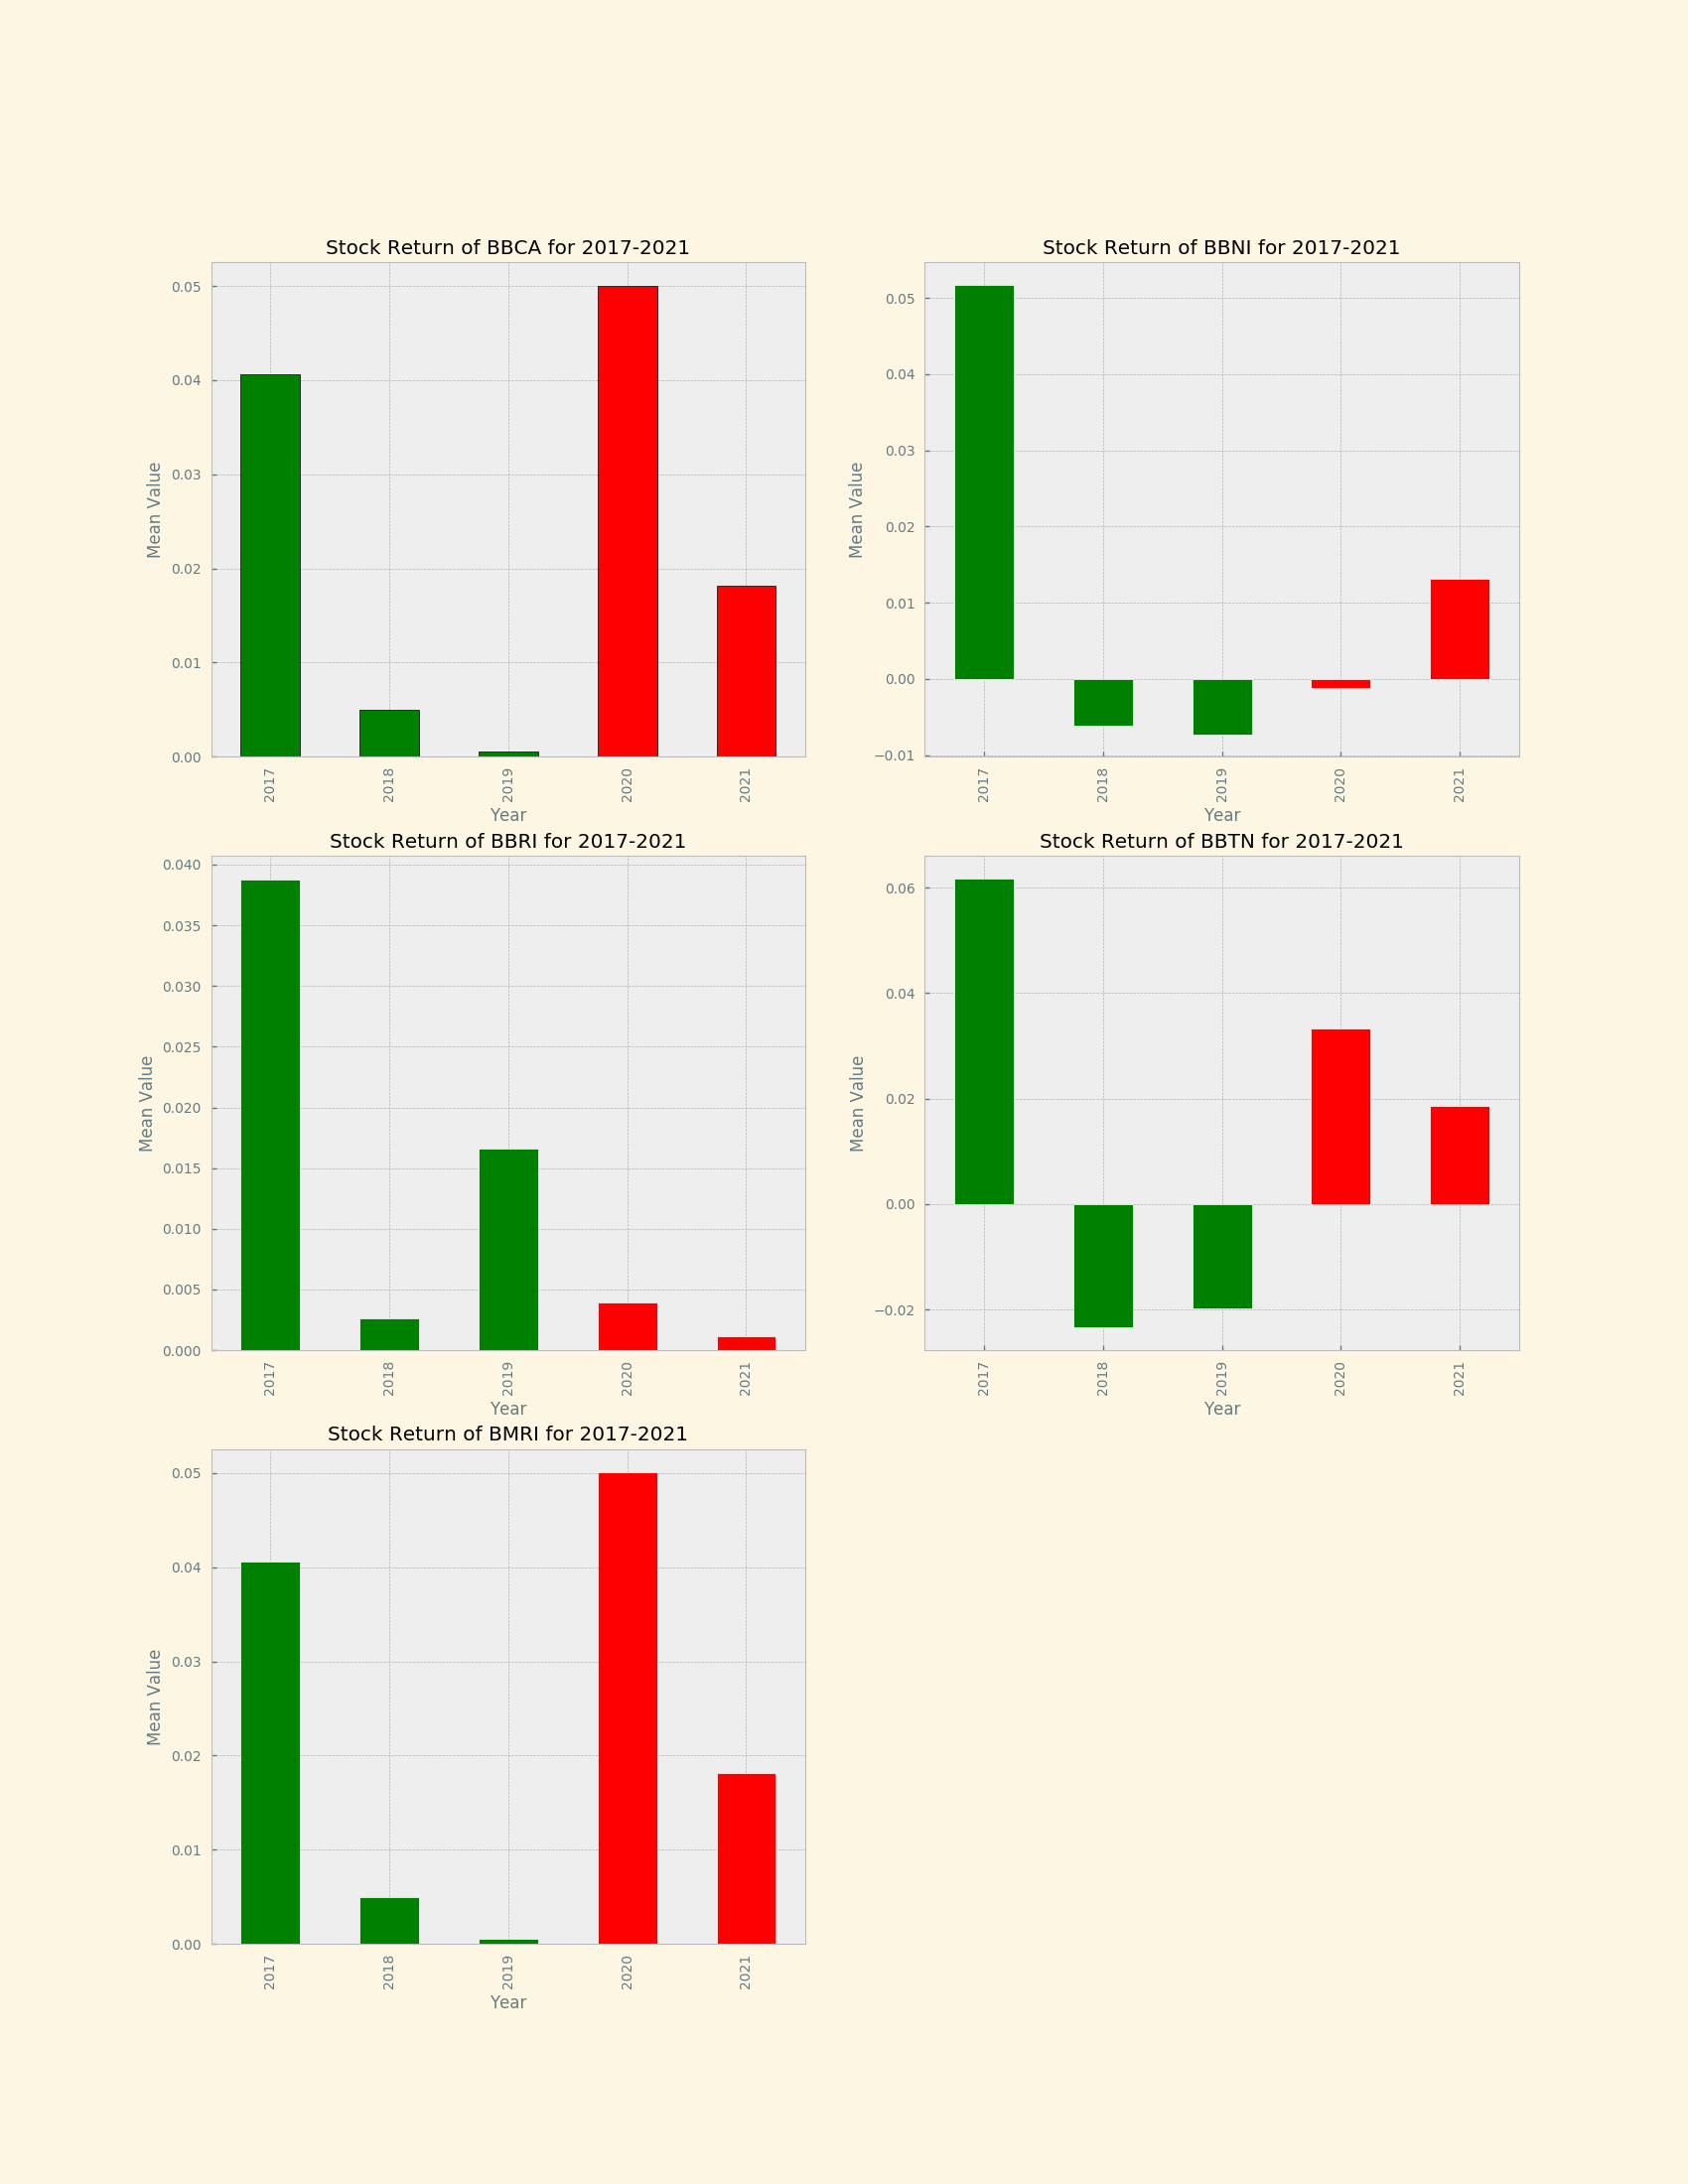 Stock Return of BBCA for 2017-2021
0.05
0.04
0.03
0.02
0.01
0.00
Mean Value
2017 2018 2019 2020 2021
Year
Stock Return of BBNI for 2017-2021
0.05
0.04
0.03
0.02
0.01
0.00
−0.01
Mean Value
2017 2018 2019 2020 2021
Year
Stock Return of BBRI for 2017-2021
0.040
0.035
0.030
0.025
0.020
0.015
0.010
0.005
0.000
Mean Value
2017 2018 2019 2020 2021
Year
Stock Return of BBTN for 2017-2021
0.06
0.04
0.02
0.00
−0.02
Mean Value
2017 2018 2019 2020 2021
Year
Stock Return of BMRI for 2017-2021
0.05
0.04
0.03
0.02
0.01
0.00
Mean Value
2017 2018 2019 2020 2021
Year